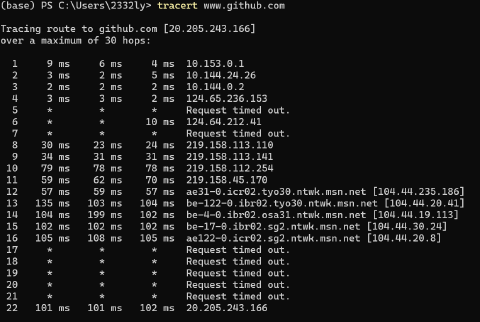 (base) PS C:\Users\2332ly> tracert www.github.com
Tracing route to github.com [20.205.243.166]
over a maximum of 30 hops:
1 9 ms 6 ms 4 ms 10.153.0.1
2 3 ms 2 ms 5 ms 10.144.24.26
3 2 ms 2 ms 2 ms 10.144.0.2
4 3 ms 3 ms 2 ms 124.65.236.153
5 * * * Request timed out.
6 * * 10 ms 124.64.212.41
7 * * * Request timed out.
8 30 ms 23 ms 24 ms 219.158.113.110
9 34 ms 31 ms 31 ms 219.158.113.141
10 79 ms 78 ms 78 ms 219.158.112.254
11 59 ms 62 ms 70 ms 219.158.45.170
12 57 ms 59 ms 57 ms ae31-0.icr02.tyo30.ntwk.msn.net [104.44.235.186]
13 135 ms 103 ms 104 ms be-122-0.ibr02.tyo30.ntwk.msn.net [104.44.20.41]
14 104 ms 199 ms 102 ms be-4-0.ibr02.osa31.ntwk.msn.net [104.44.19.113]
15 102 ms 102 ms 102 ms be-17-0.ibr02.sg2.ntwk.msn.net [104.44.30.24]
16 105 ms 108 ms 105 ms ae122-0.icr02.sg2.ntwk.msn.net [104.44.20.8]
17 * * * Request timed out.
18 * * * Request timed out.
19 * * * Request timed out.
20 * * * Request timed out.
21 * * * Request timed out.
22 101 ms 101 ms 102 ms 20.205.243.166